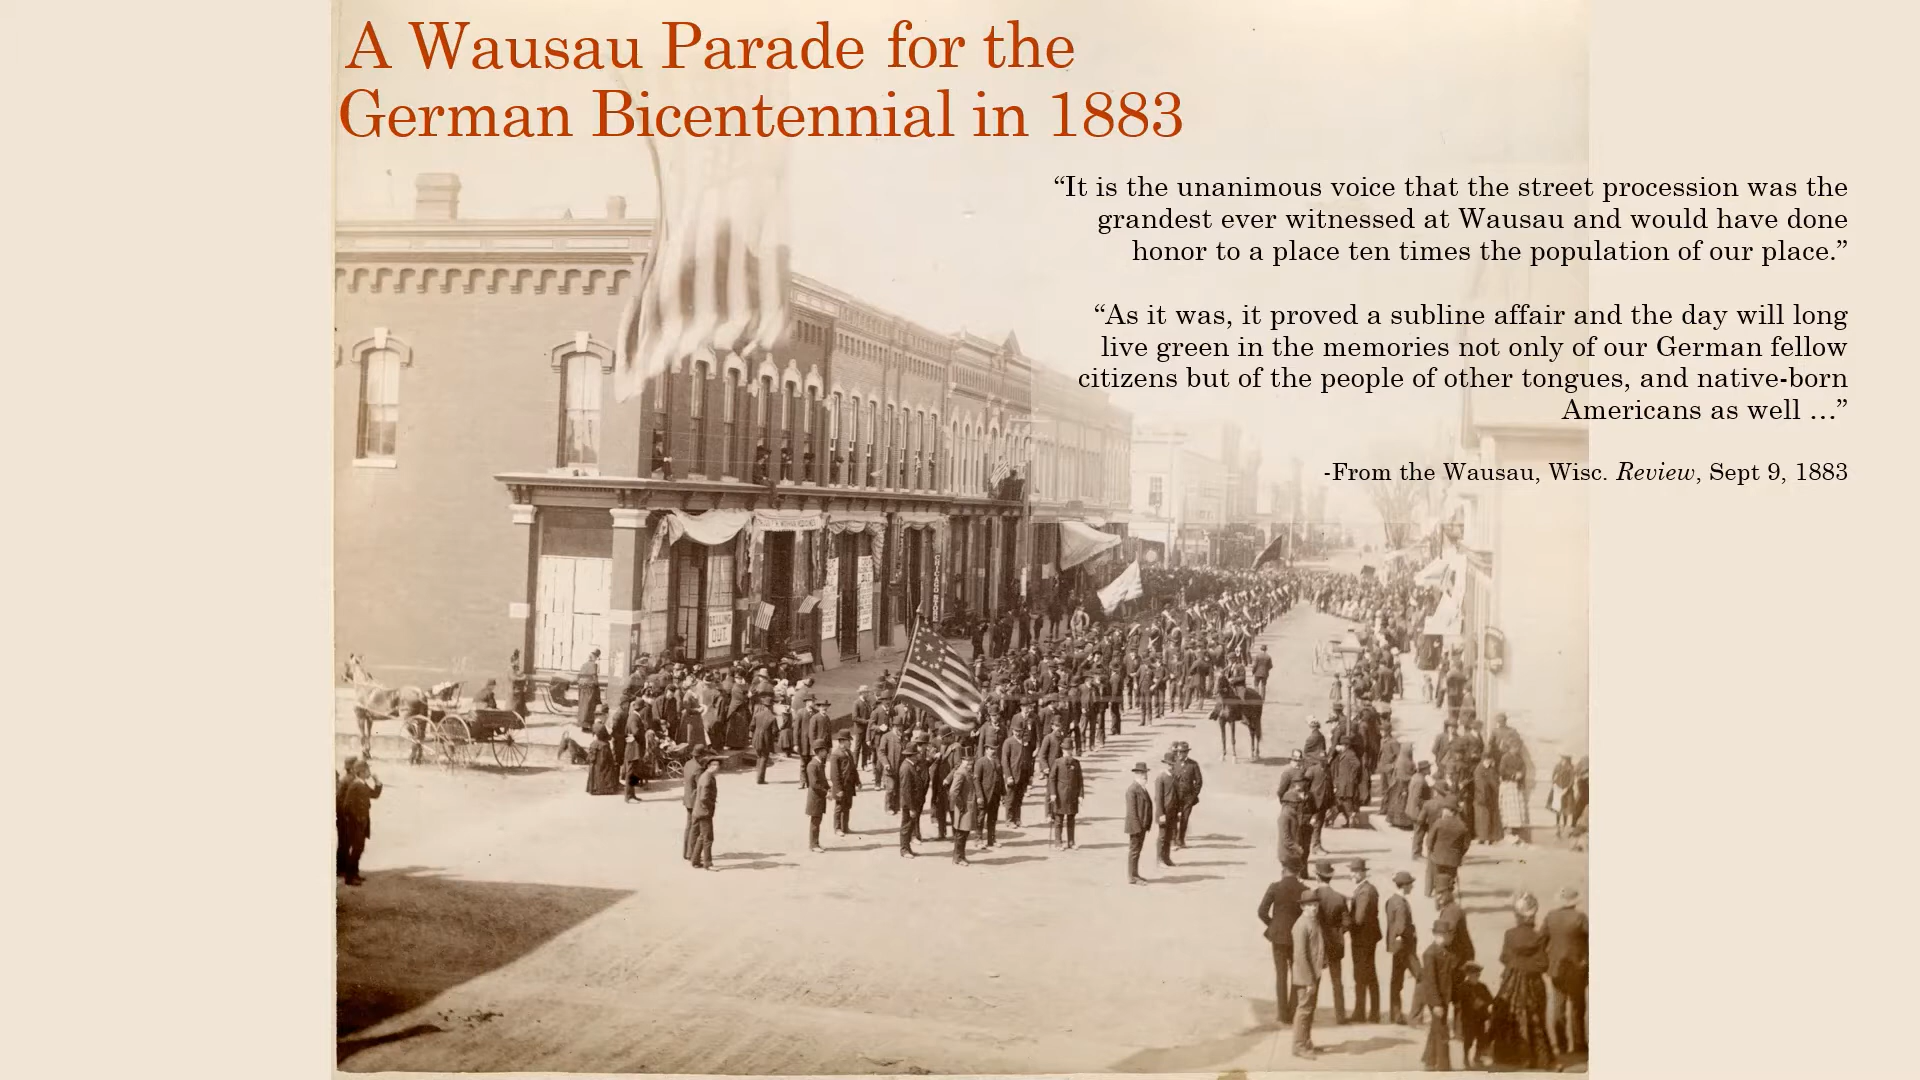 A Wausau Parade for the
German Bicentennial in 1883
“It is the unanimous voice that the street procession was the
grandest ever witnessed at Wausau and would have done
honor to a place ten times the population of our place.”
“As it was, it proved a subline affair and the day will long
live green in the memories not only of our German fellow
citizens but of the people of other tongues, and native-born
Americans as well …”
-From the Wausau, Wisc. Review, Sept 9, 1883
SELLING
OUT.